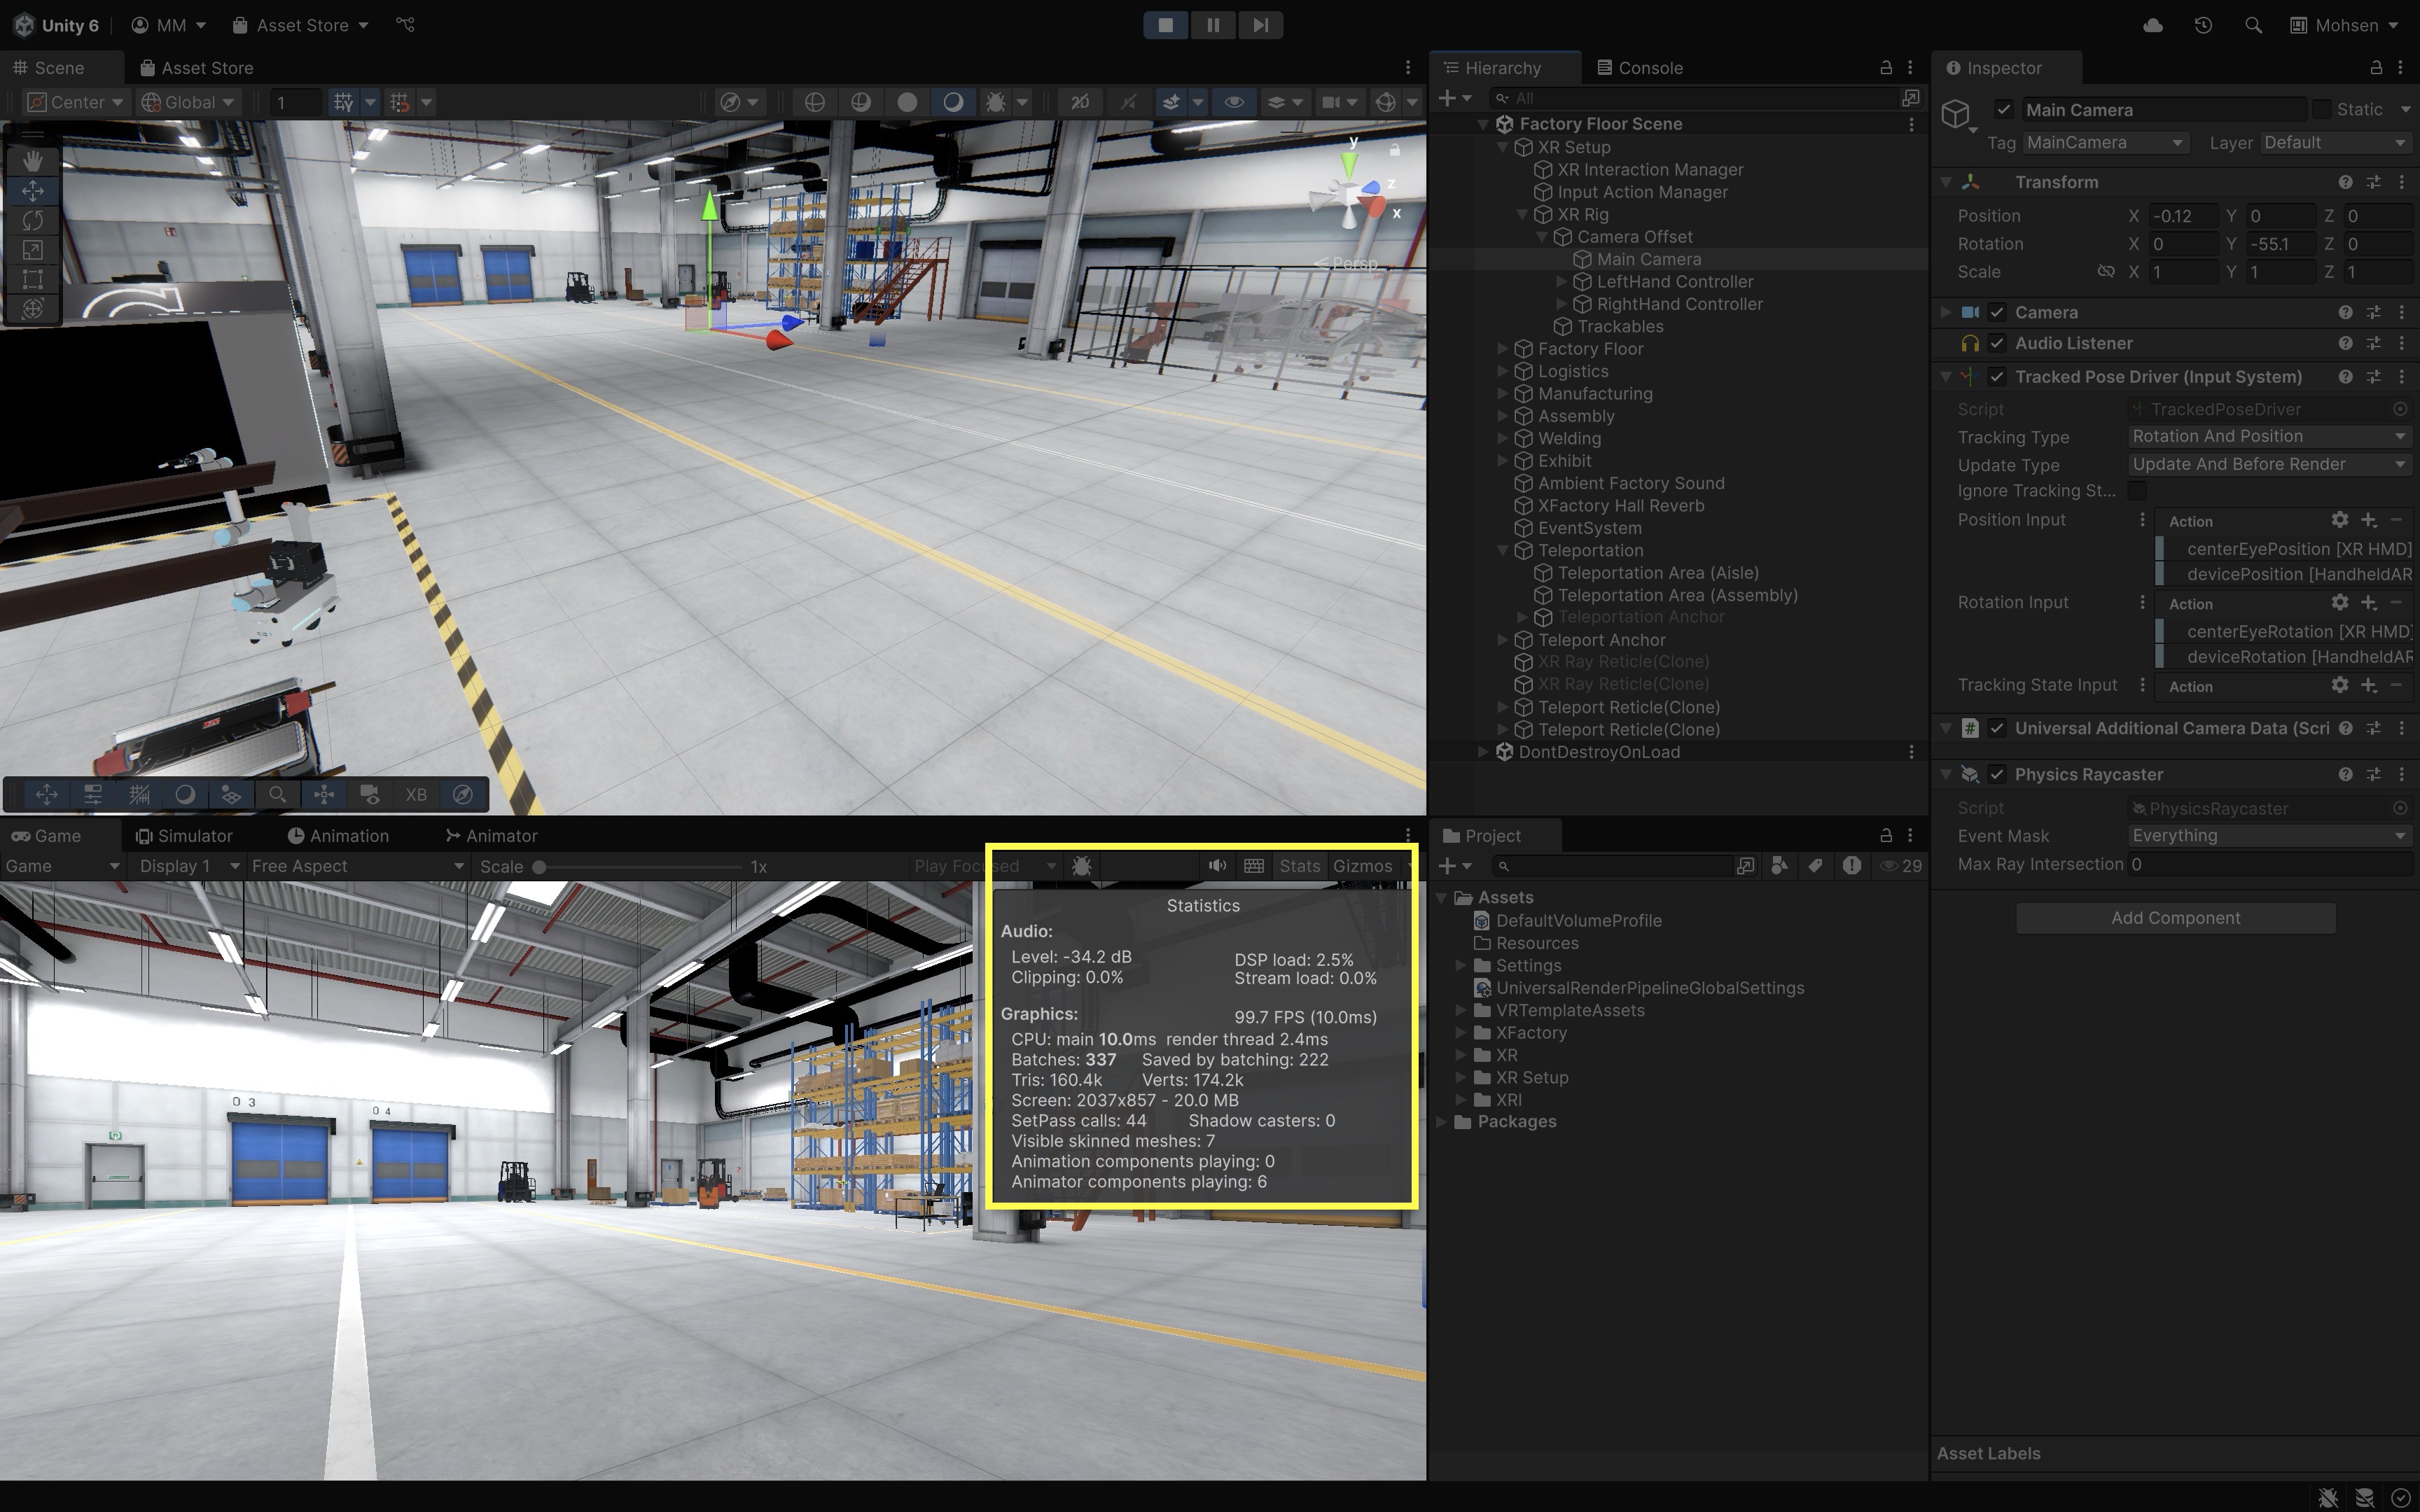 Unity 6
MM
Asset Store
Mohsen
Scene
Asset Store
Center
Global
1
2D
y
z
x
Persp
XB
Hierarchy
Console
All
Factory Floor Scene
XR Setup
XR Interaction Manager
Input Action Manager
XR Rig
Camera Offset
Main Camera
LeftHand Controller
RightHand Controller
Trackables
Factory Floor
Logistics
Manufacturing
Assembly
Welding
Exhibit
Ambient Factory Sound
XFactory Hall Reverb
EventSystem
Teleportation
Teleportation Area (Aisle)
Teleportation Area (Assembly)
Teleportation Anchor
Teleport Anchor
XR Ray Reticle(Clone)
XR Ray Reticle(Clone)
Teleport Reticle(Clone)
Teleport Reticle(Clone)
DontDestroyOnLoad
Inspector
Main Camera
Static
Tag MainCamera Layer Default
Transform
Position X -0.12 Y 0 Z 0
Rotation X 0 Y -55.1 Z 0
Scale X 1 Y 1 Z 1
Camera
Audio Listener
Tracked Pose Driver (Input System)
Script TrackedPoseDriver
Tracking Type Rotation And Position
Update Type Update And Before Render
Ignore Tracking St...
Position Input Action
centerEyePosition [XR HMD]
devicePosition [HandheldAR
Rotation Input Action
centerEyeRotation [XR HMD]
deviceRotation [HandheldAR
Tracking State Input Action
Universal Additional Camera Data (Scri
Physics Raycaster
Script PhysicsRaycaster
Event Mask Everything
Max Ray Intersection 0
Add Component
Asset Labels
Game
Simulator
Animation
Animator
Game Display 1 Free Aspect Scale 1x Play Focused Stats Gizmos
03
04
Statistics
Audio:
Level: -34.2 dB DSP load: 2.5%
Clipping: 0.0% Stream load: 0.0%
Graphics: 99.7 FPS (10.0ms)
CPU: main 10.0ms render thread 2.4ms
Batches: 337 Saved by batching: 222
Tris: 160.4k Verts: 174.2k
Screen: 2037x857 - 20.0 MB
SetPass calls: 44 Shadow casters: 0
Visible skinned meshes: 7
Animation components playing: 0
Animator components playing: 6
Project
29
Assets
DefaultVolumeProfile
Resources
Settings
UniversalRenderPipelineGlobalSettings
VRTemplateAssets
XFactory
XR
XR Setup
XRI
Packages